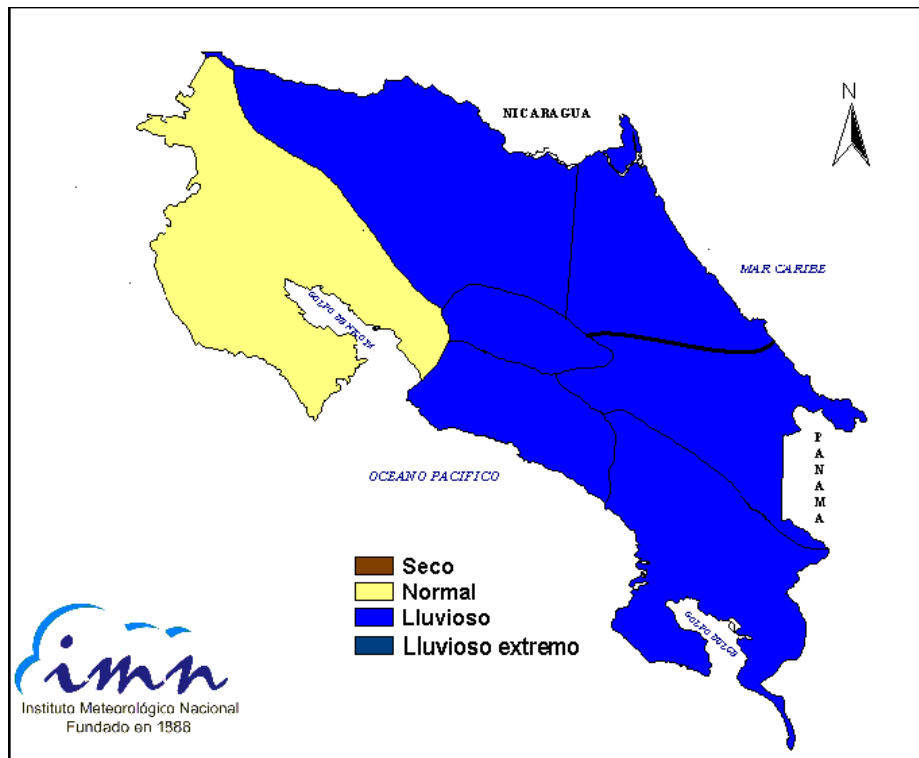 N
NICARAGUA
MAR CARIBE
GOLFO DE NICOYA
PANAMA
OCEANO PACIFICO
Seco
Normal
Lluvioso
Lluvioso extremo
GOLFO DULCE
imn
Instituto Meteorológico Nacional
Fundado en 1888